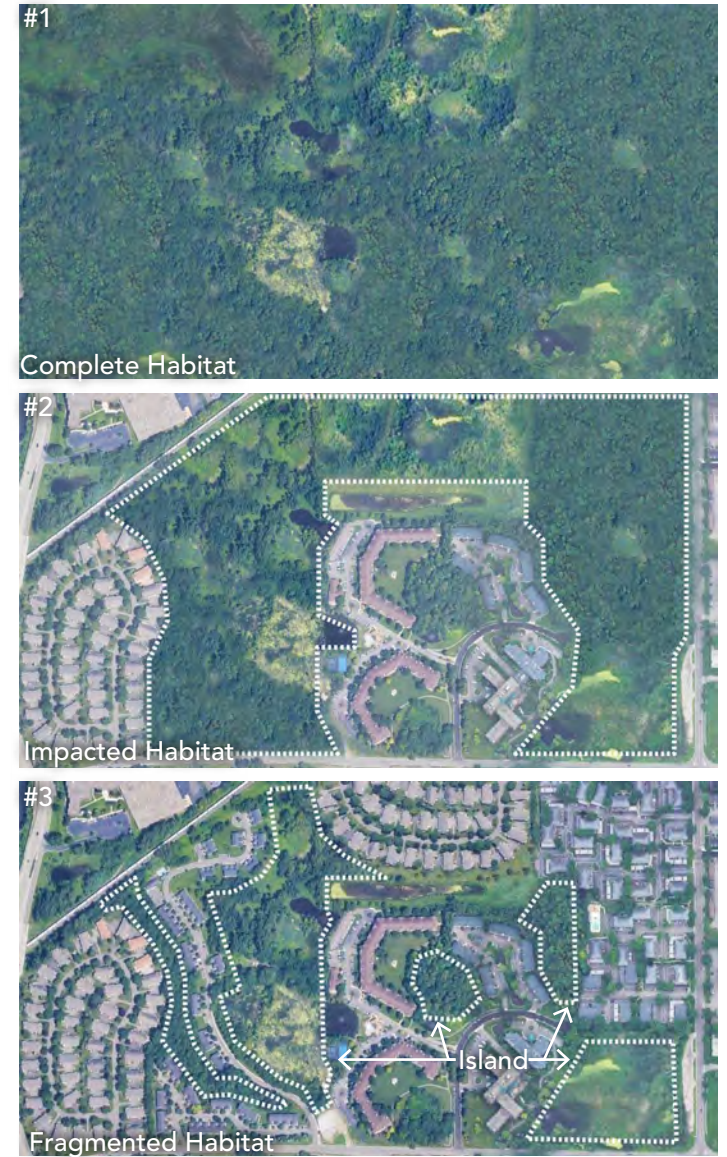 #1
Complete Habitat
#2
Impacted Habitat
#3
Island
Fragmented Habitat